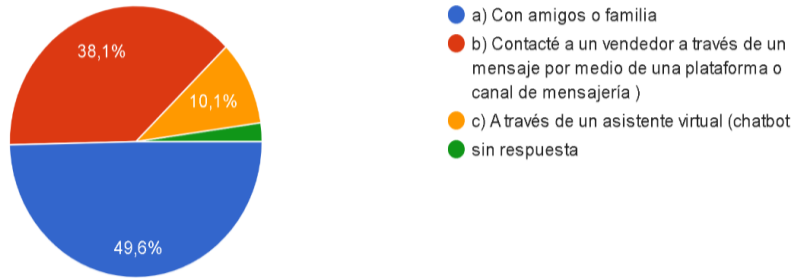 38,1%
10,1%
49,6%
a) Con amigos o familia
b) Contacté a un vendedor a través de un
mensaje por medio de una plataforma o
canal de mensajería )
c) A través de un asistente virtual (chatbot
sin respuesta